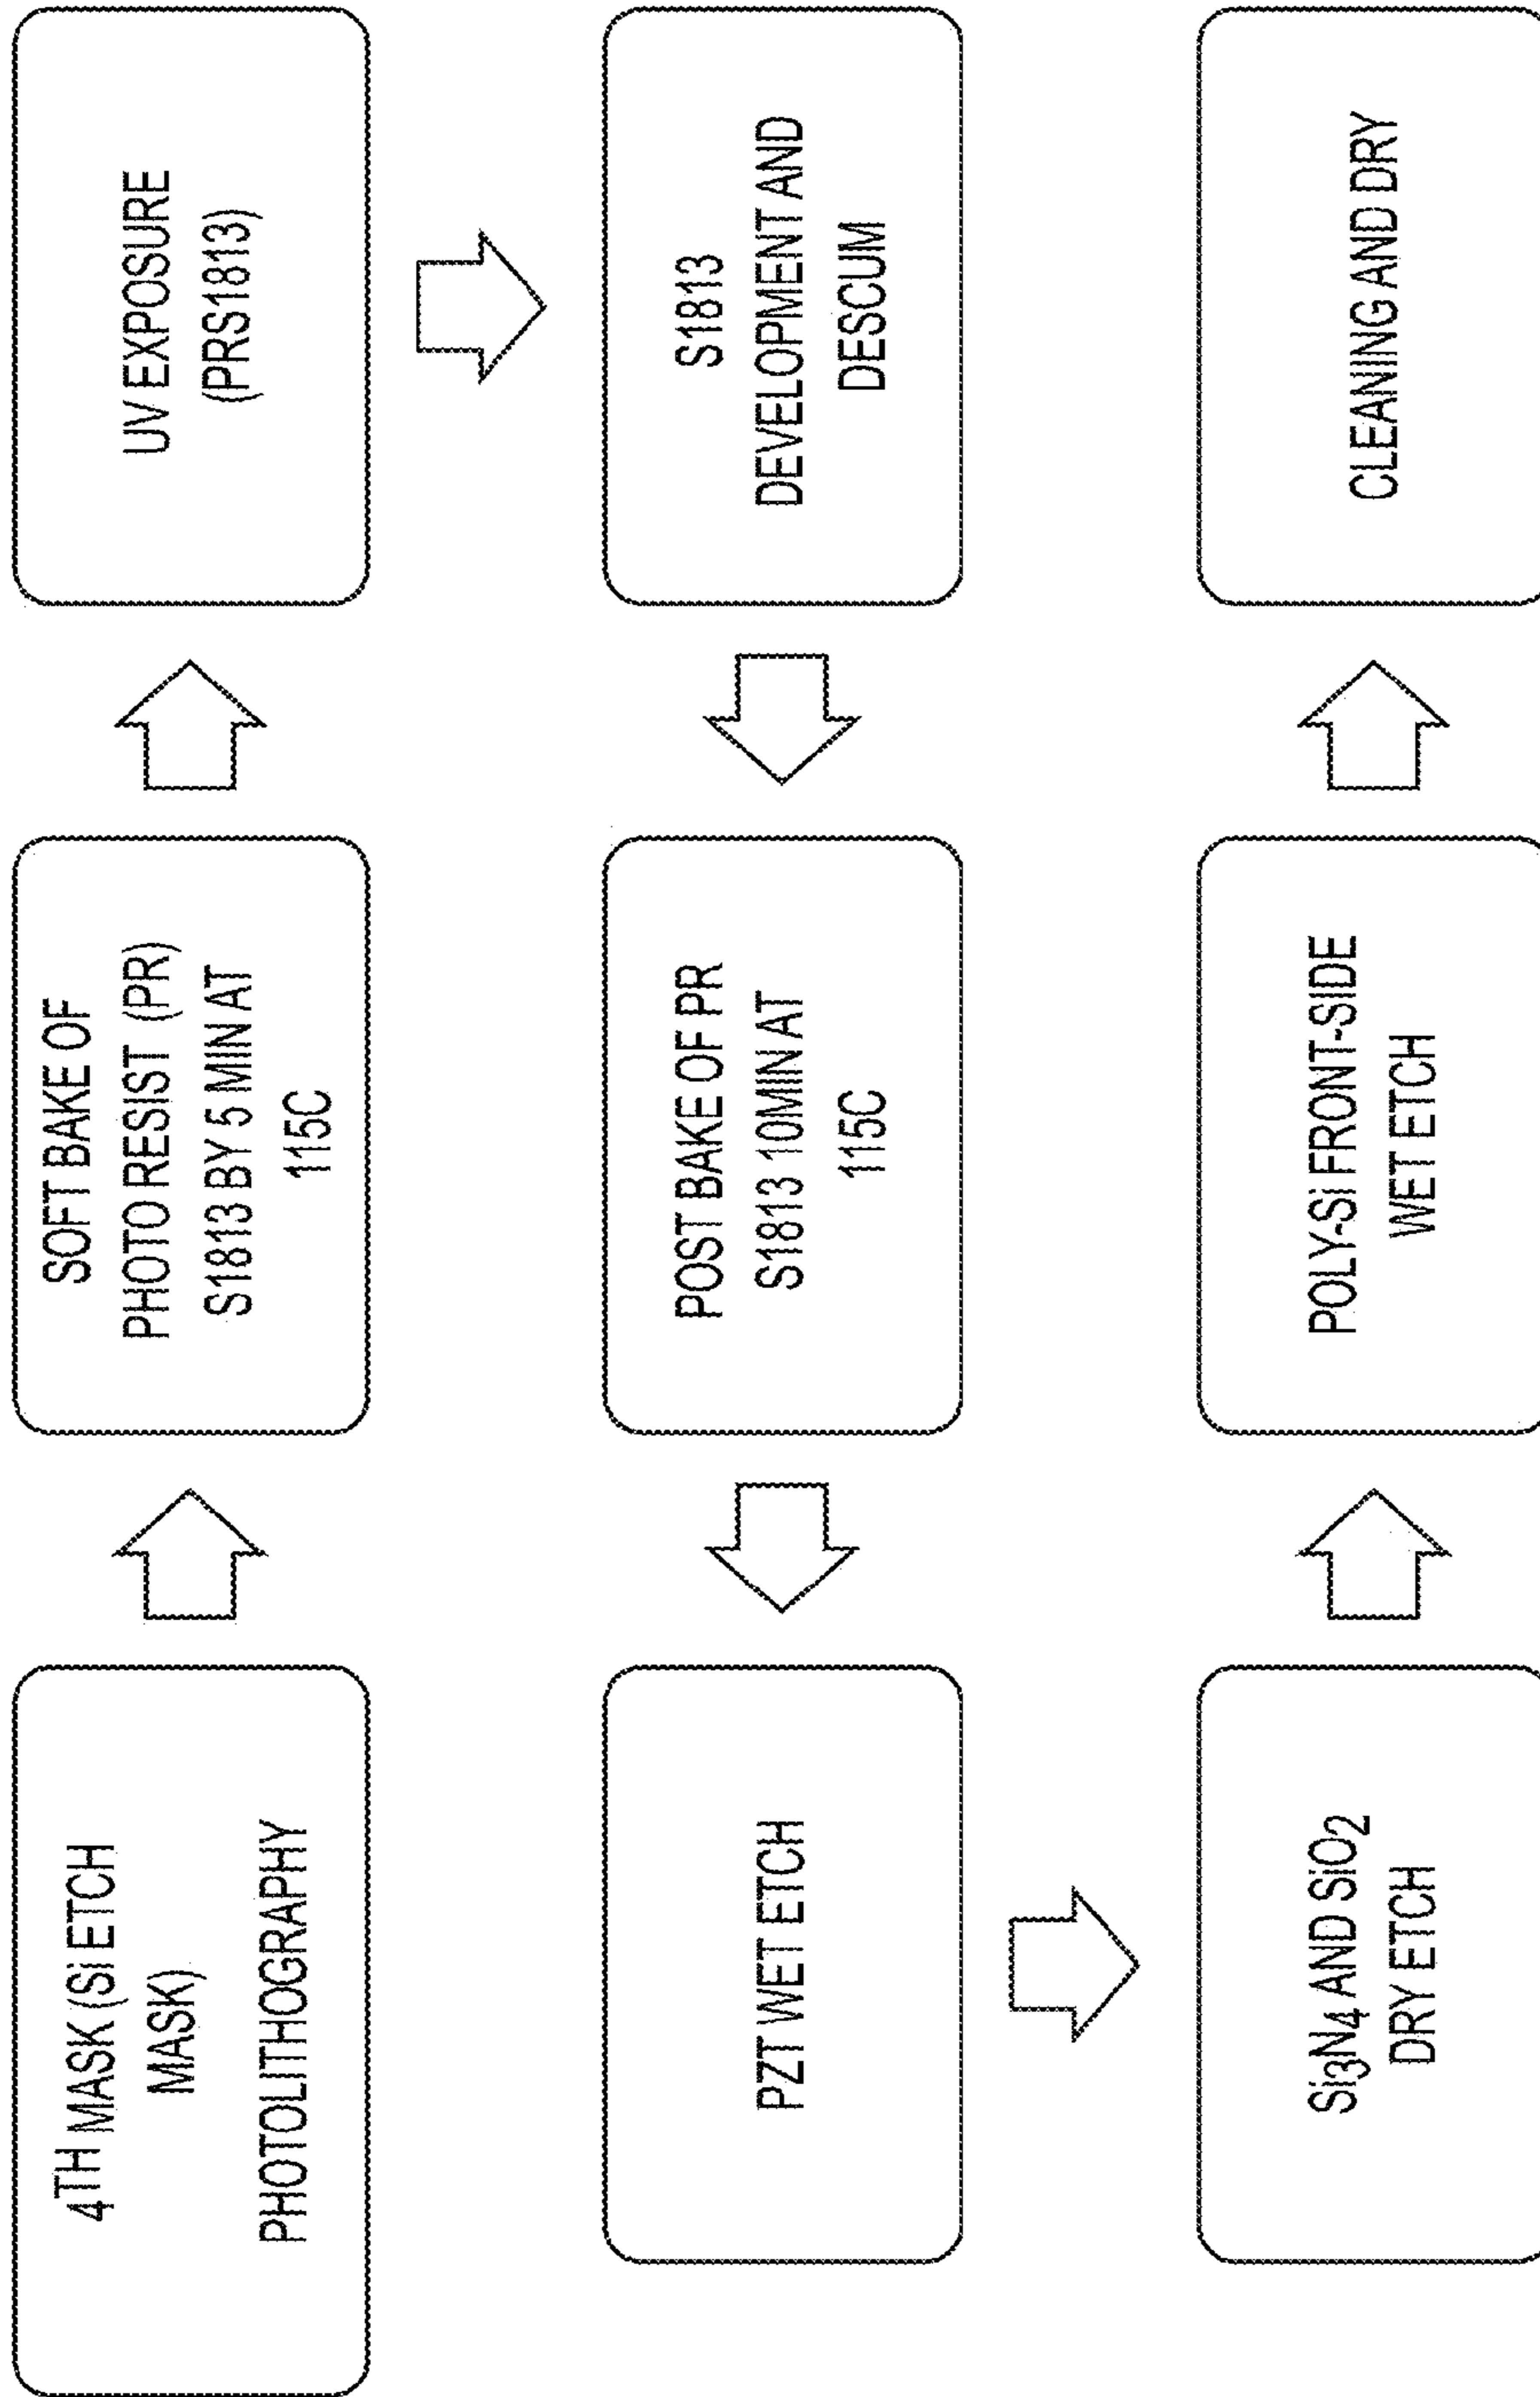 4TH MASK (Si ETCH
MASK)
PHOTOLITHOGRAPHY
SOFT BAKE OF
PHOTO RESIST (PR)
S1813 BY 5 MIN AT
115C
UV EXPOSURE
(PRS1813)
S1813
DEVELOPMENT AND
DESCUM
POST BAKE OF PR
S1813 10MIN AT
115C
PZT WET ETCH
Si3N4 AND SiO2
DRY ETCH
POLY-Si FRONT-SIDE
WET ETCH
CLEANING AND DRY